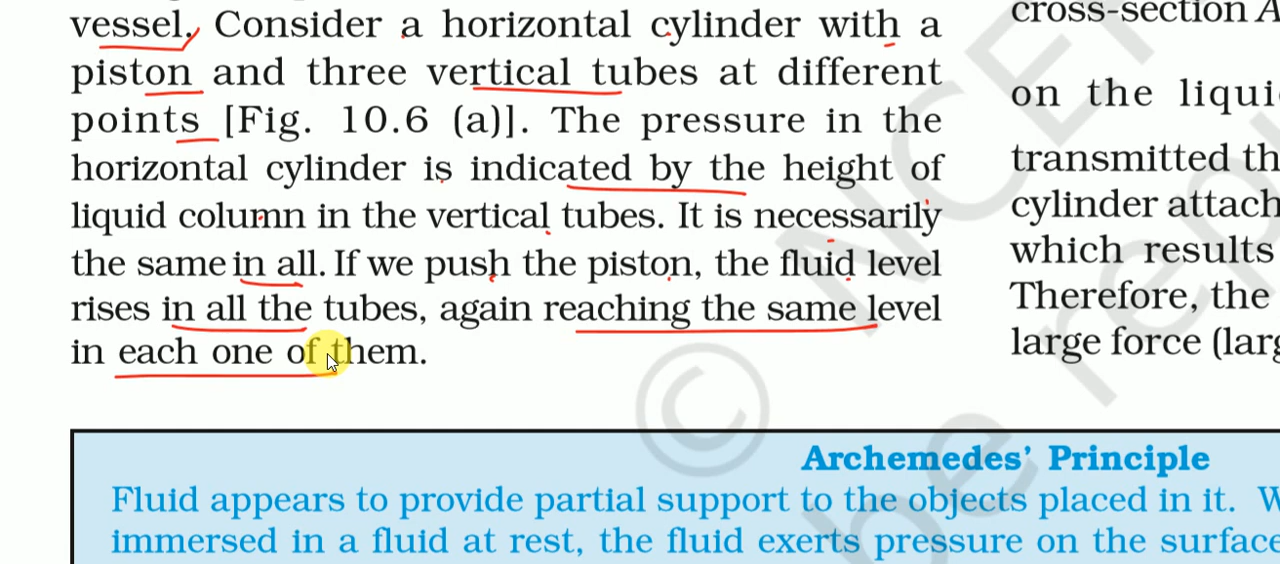 vessel. Consider a horizontal cylinder with a
piston and three vertical tubes at different
points [Fig. 10.6 (a)]. The pressure in the
horizontal cylinder is indicated by the height of
liquid column in the vertical tubes. It is necessarily
the same in all. If we push the piston, the fluid level
rises in all the tubes, again reaching the same level
in each one of them.
cross-section A
on the liqui
transmitted th
cylinder attach
which results
Therefore, the
large force (larg
Archemedes' Principle
Fluid appears to provide partial support to the objects placed in it. W
immersed in a fluid at rest, the fluid exerts pressure on the surface
© NCE
be rep